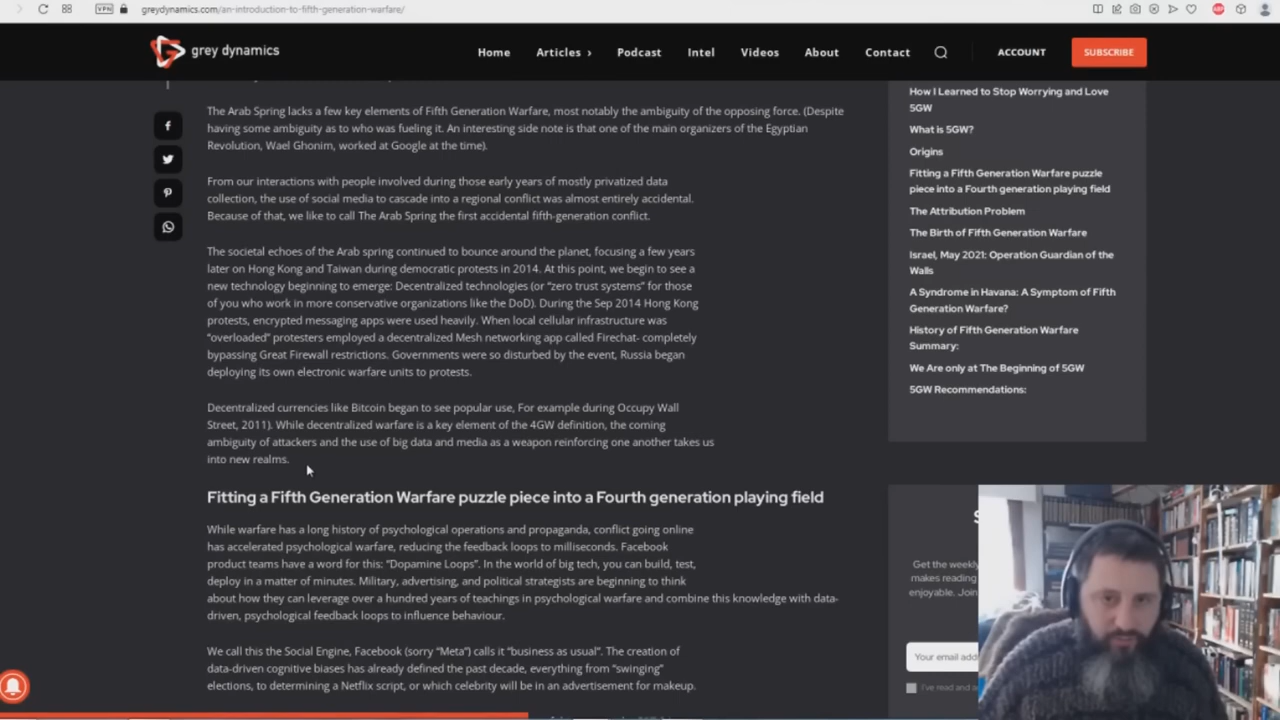 VPN
greydynamics.com/an-introduction-to-fifth-generation-warfare/
ABP
grey dynamics
Home
Articles ›
Podcast
Intel
Videos
About
Contact
ACCOUNT
SUBSCRIBE
The Arab Spring lacks a few key elements of Fifth Generation Warfare, most notably the ambiguity of the opposing force. (Despite
having some ambiguity as to who was fueling it. An interesting side note is that one of the main organizers of the Egyptian
Revolution, Wael Ghonim, worked at Google at the time).
From our interactions with people involved during those early years of mostly privatized data
collection, the use of social media to cascade into a regional conflict was almost entirely accidental.
Because of that, we like to call The Arab Spring the first accidental fifth-generation conflict.
The societal echoes of the Arab spring continued to bounce around the planet, focusing a few years
later on Hong Kong and Taiwan during democratic protests in 2014. At this point, we begin to see a
new technology beginning to emerge: Decentralized technologies (or “zero trust systems” for those
of you who work in more conservative organizations like the DoD). During the Sep 2014 Hong Kong
protests, encrypted messaging apps were used heavily. When local cellular infrastructure was
“overloaded” protesters employed a decentralized Mesh networking app called Firechat- completely
bypassing Great Firewall restrictions. Governments were so disturbed by the event, Russia began
deploying its own electronic warfare units to protests.
Decentralized currencies like Bitcoin began to see popular use, For example during Occupy Wall
Street, 2011). While decentralized warfare is a key element of the 4GW definition, the coming
ambiguity of attackers and the use of big data and media as a weapon reinforcing one another takes us
into new realms.
Fitting a Fifth Generation Warfare puzzle piece into a Fourth generation playing field
While warfare has a long history of psychological operations and propaganda, conflict going online
has accelerated psychological warfare, reducing the feedback loops to milliseconds. Facebook
product teams have a word for this: “Dopamine Loops”. In the world of big tech, you can build, test,
deploy in a matter of minutes. Military, advertising, and political strategists are beginning to think
about how they can leverage over a hundred years of teachings in psychological warfare and combine this knowledge with data-
driven, psychological feedback loops to influence behaviour.
We call this the Social Engine, Facebook (sorry “Meta”) calls it “business as usual”. The creation of
data-driven cognitive biases has already defined the past decade, everything from “swinging”
elections, to determining a Netflix script, or which celebrity will be in an advertisement for makeup.
How I Learned to Stop Worrying and Love
5GW
What is 5GW?
Origins
Fitting a Fifth Generation Warfare puzzle
piece into a Fourth generation playing field
The Attribution Problem
The Birth of Fifth Generation Warfare
Israel, May 2021: Operation Guardian of the
Walls
A Syndrome in Havana: A Symptom of Fifth
Generation Warfare?
History of Fifth Generation Warfare
Summary:
We Are only at The Beginning of 5GW
5GW Recommendations:
Get the weekly
makes reading
enjoyable. Join
Your email add
I've read and a